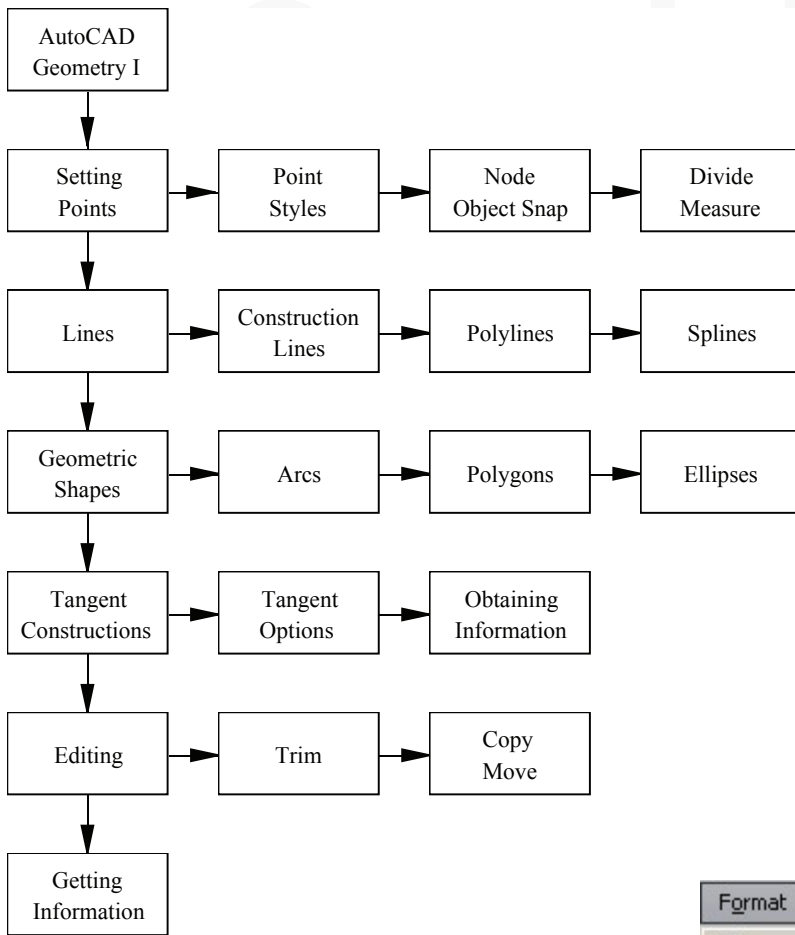 AutoCAD
Geometry I
Setting
Points
Point
Styles
Node
Object Snap
Divide
Measure
Lines
Construction
Lines
Polylines
Splines
Geometric
Shapes
Arcs
Polygons
Ellipses
Tangent
Constructions
Tangent
Options
Obtaining
Information
Editing
Trim
Copy
Move
Getting
Information
Format